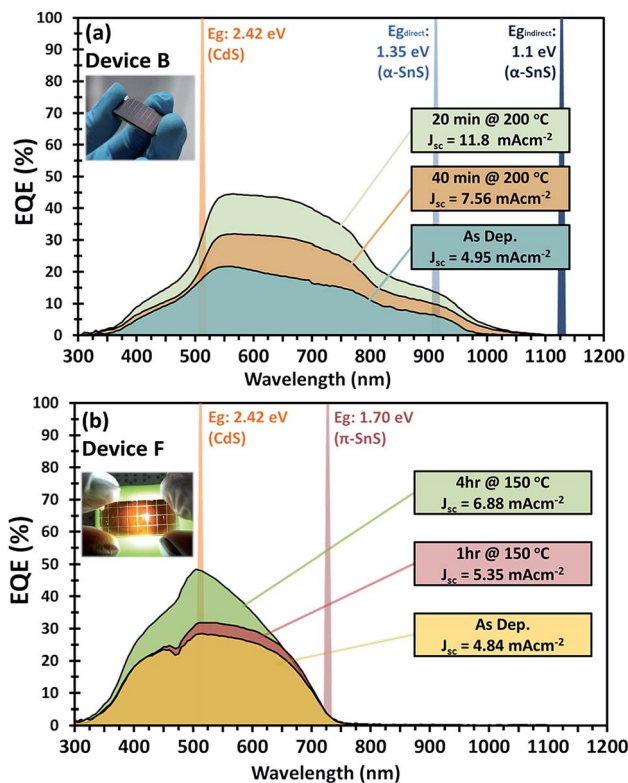 (a)
Device B
Eg: 2.42 eV
(CdS)
Eg direct:
1.35 eV
(α-SnS)
Eg indirect:
1.1 eV
(α-SnS)
20 min @ 200 °C
Jsc = 11.8 mAcm-2
40 min @ 200 °C
Jsc = 7.56 mAcm-2
As Dep.
Jsc = 4.95 mAcm-2
EQE (%)
100
90
80
70
60
50
40
30
20
10
0
300 400 500 600 700 800 900 1000 1100 1200
Wavelength (nm)
(b)
Device F
Eg: 2.42 eV
(CdS)
Eg: 1.70 eV
(π-SnS)
4hr @ 150 °C
Jsc = 6.88 mAcm-2
1hr @ 150 °C
Jsc = 5.35 mAcm-2
As Dep.
Jsc = 4.84 mAcm-2
EQE (%)
100
90
80
70
60
50
40
30
20
10
0
300 400 500 600 700 800 900 1000 1100 1200
Wavelength (nm)